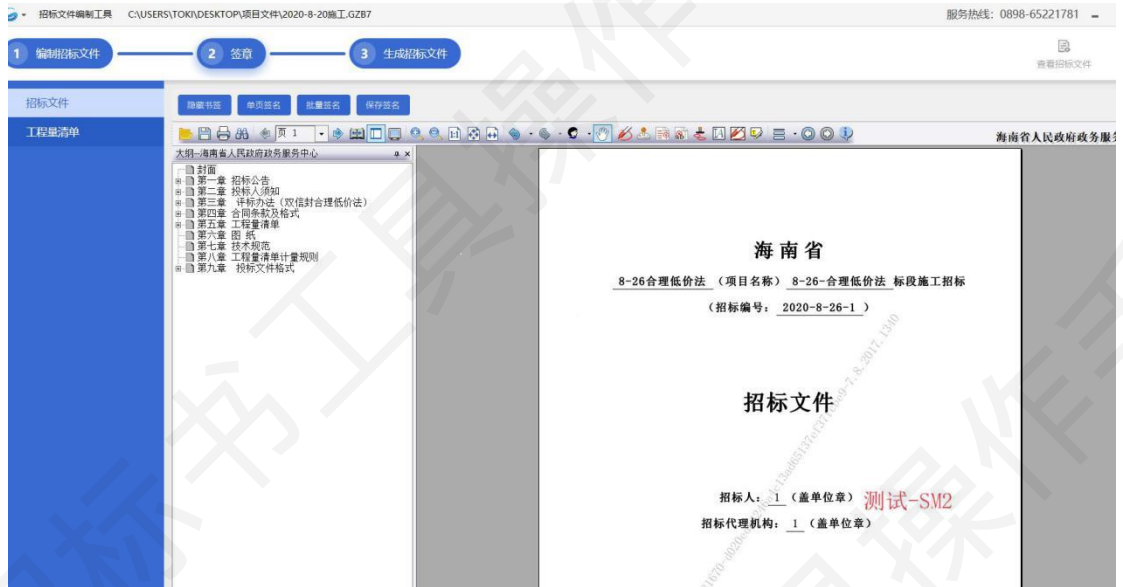 招标文件编制工具 C:\USERS\TOKI\DESKTOP\项目文件\2020-8-20施工.GZB7 服务热线：0898-65221781
1 编制招标文件 2 签章 3 生成招标文件 查看招标文件
招标文件
工程量清单
隐藏书签 单页签名 批量签名 保存签名
页 1
海南省人民政府政务服务
大纲--海南省人民政府政务服务中心
封面
第一章 招标公告
第二章 投标人须知
第三章 评标办法（双信封合理低价法）
第四章 合同条款及格式
第五章 工程量清单
第六章 图 纸
第七章 技术规范
第八章 工程量清单计量规则
第九章 投标文件格式
海南省
8-26合理低价法 （项目名称） 8-26-合理低价法 标段施工招标
（招标编号： 2020-8-26-1 ）
招标文件
招标人： 1 （盖单位章） 测试-SM2
招标代理机构： 1 （盖单位章）